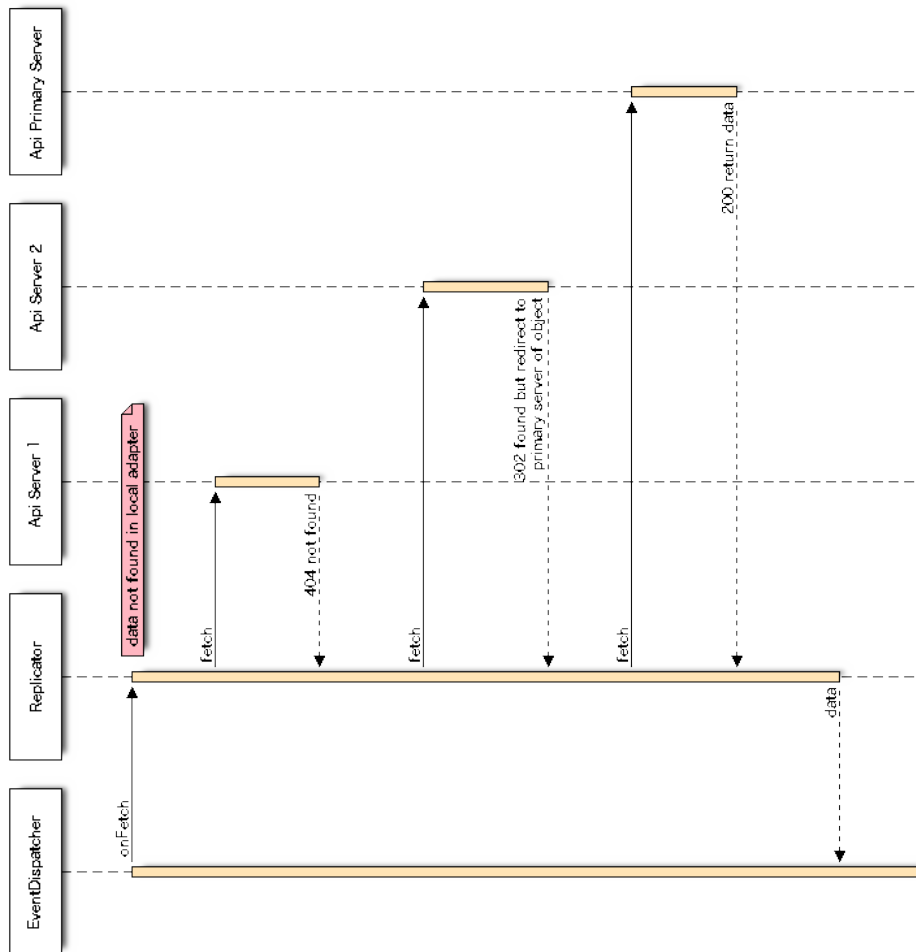 EventDispatcher
Replicator
Api Server 1
Api Server 2
Api Primary Server
onFetch
data not found in local adapter
fetch
404 not found
fetch
302 found but redirect to
primary server of object
fetch
200 return data
data